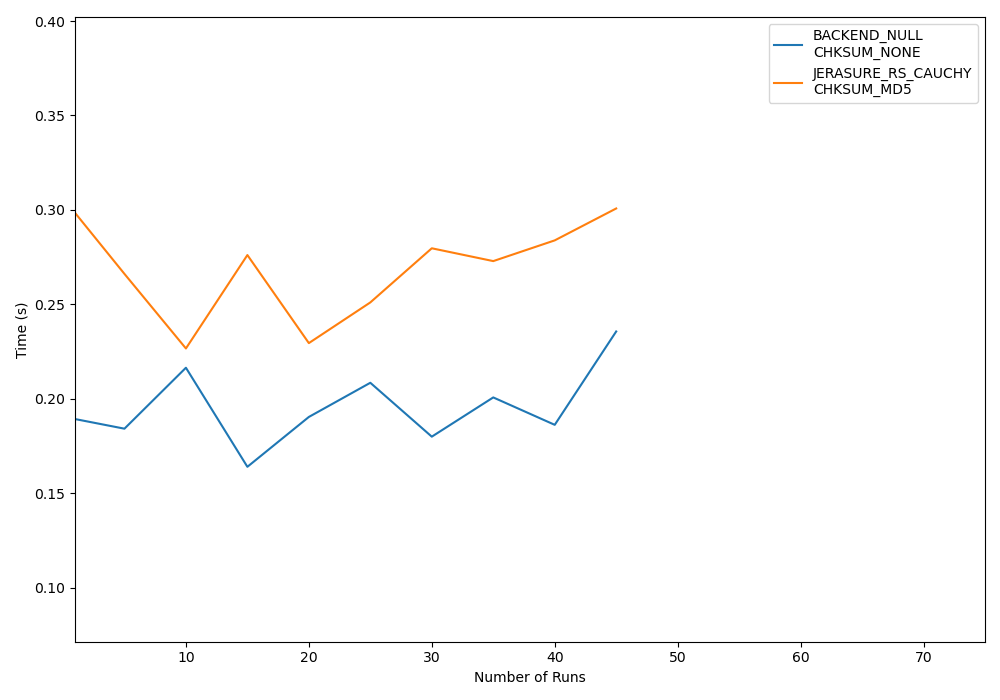 0.40
0.35
0.30
0.25
0.20
0.15
0.10
Time (s)
10 20 30 40 50 60 70
Number of Runs
BACKEND_NULL
CHKSUM_NONE
JERASURE_RS_CAUCHY
CHKSUM_MD5